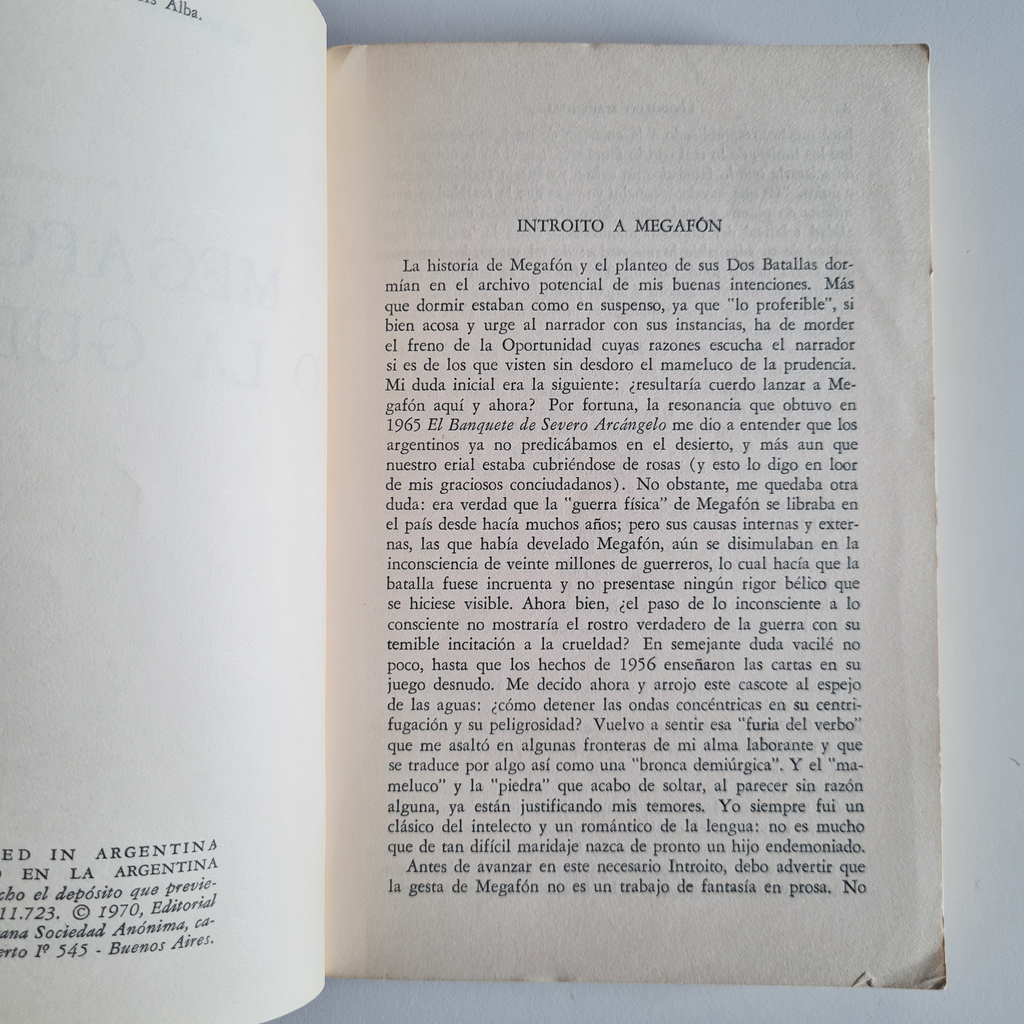 Alba.
ED IN ARGENTINA
EN LA ARGENTINA
cho el depósito que previe-
11.723. © 1970, Editorial
ana Sociedad Anónima, ca-
erto Iº 545 - Buenos Aires.
INTROITO A MEGAFÓN
La historia de Megafón y el planteo de sus Dos Batallas dor-
mían en el archivo potencial de mis buenas intenciones. Más
que dormir estaban como en suspenso, ya que "lo proferible", si
bien acosa y urge al narrador con sus instancias, ha de morder
el freno de la Oportunidad cuyas razones escucha el narrador
si es de los que visten sin desdoro el mameluco de la prudencia.
Mi duda inicial era la siguiente: ¿resultaría cuerdo lanzar a Me-
gafón aquí y ahora? Por fortuna, la resonancia que obtuvo en
1965 El Banquete de Severo Arcángelo me dio a entender que los
argentinos ya no predicábamos en el desierto, y más aun que
nuestro erial estaba cubriéndose de rosas (y esto lo digo en loor
de mis graciosos conciudadanos). No obstante, me quedaba otra
duda: era verdad que la "guerra física" de Megafón se libraba en
el país desde hacía muchos años; pero sus causas internas y exter-
nas, las que había develado Megafón, aún se disimulaban en la
inconsciencia de veinte millones de guerreros, lo cual hacía que la
batalla fuese incruenta y no presentase ningún rigor bélico que
se hiciese visible. Ahora bien, ¿el paso de lo inconsciente a lo
consciente no mostraría el rostro verdadero de la guerra con su
temible incitación a la crueldad? En semejante duda vacilé no
poco, hasta que los hechos de 1956 enseñaron las cartas en su
juego desnudo. Me decido ahora y arrojo este cascote al espejo
de las aguas: ¿cómo detener las ondas concéntricas en su centri-
fugación y su peligrosidad? Vuelvo a sentir esa "furia del verbo"
que me asaltó en algunas fronteras de mi alma laborante y que
se traduce por algo así como una "bronca demiúrgica". Y el "ma-
meluco" y la "piedra" que acabo de soltar, al parecer sin razón
alguna, ya están justificando mis temores. Yo siempre fui un
clásico del intelecto y un romántico de la lengua: no es mucho
que de tan difícil maridaje nazca de pronto un hijo endemoniado.
Antes de avanzar en este necesario Introito, debo advertir que
la gesta de Megafón no es un trabajo de fantasía en prosa. No